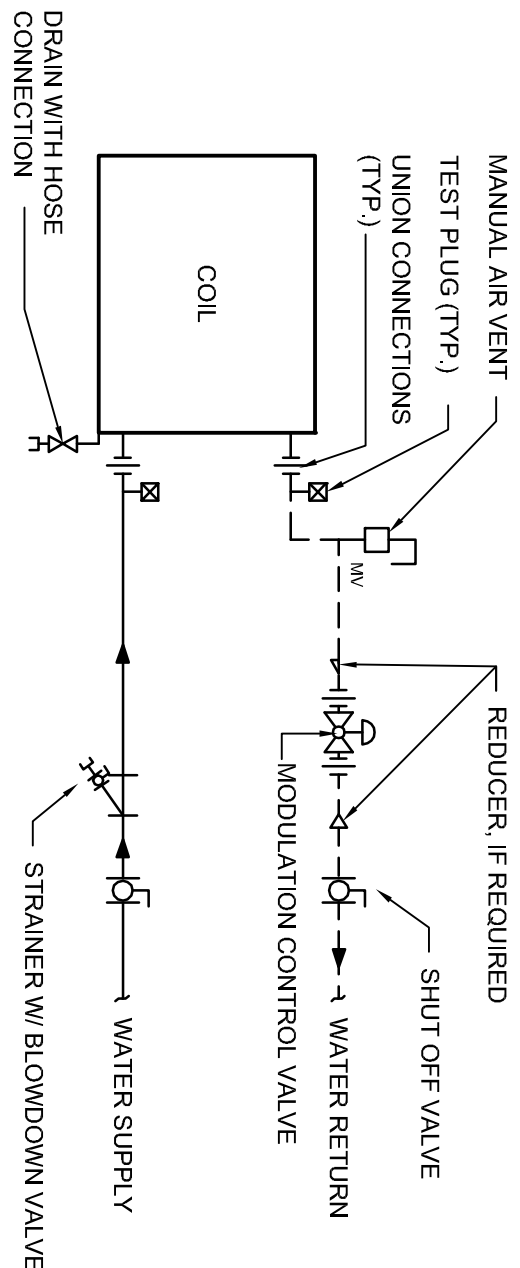 MANUAL AIR VENT
TEST PLUG (TYP.)
UNION CONNECTIONS
(TYP.)
COIL
DRAIN WITH HOSE
CONNECTION
MV
REDUCER, IF REQUIRED
SHUT OFF VALVE
WATER RETURN
MODULATION CONTROL VALVE
WATER SUPPLY
STRAINER W/ BLOWDOWN VALVE